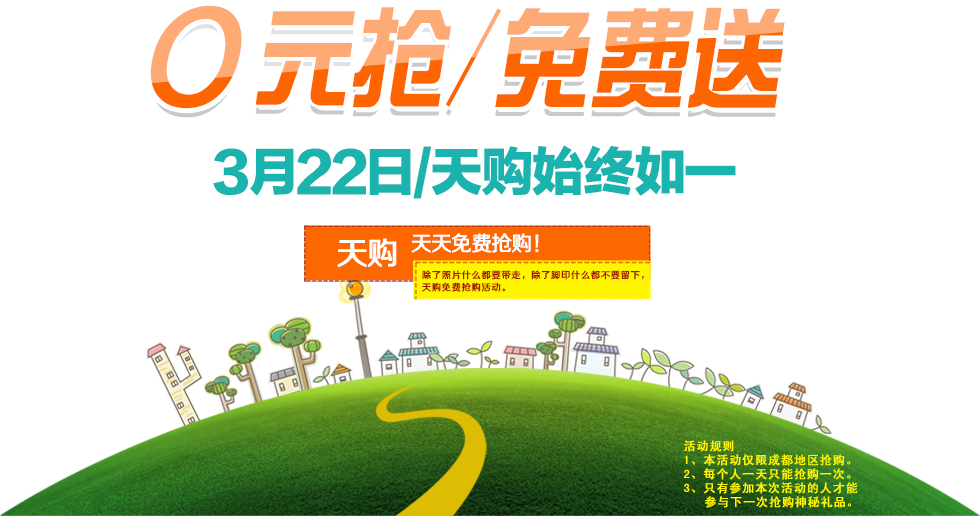 0元抢/免费送
3月22日/天购始终如一
天购 天天免费抢购！
除了照片什么都要带走，除了脚印什么都不要留下，
天购免费抢购活动。
活动规则
1、本活动仅限成都地区抢购。
2、每个人一天只能抢购一次。
3、只有参加本次活动的人才能
参与下一次抢购神秘礼品。